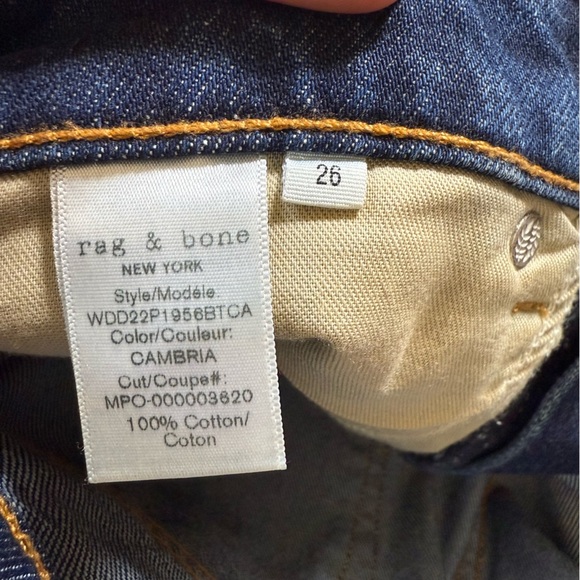 rag & bone
NEW YORK
Style/Modèle
WDD22P1956BTCA
Color/Couleur:
CAMBRIA
Cut/Coupe#:
MPO-000003620
100% Cotton/
Coton
26